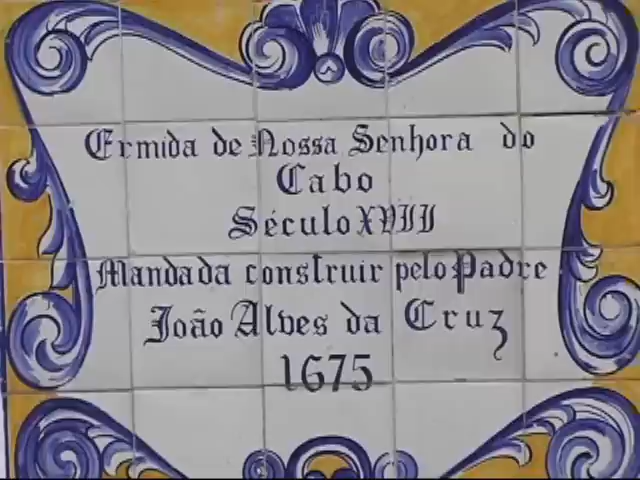 Ermida de Nossa Senhora do
Cabo
Século XVII
Mandada construir pelo Padre
João Alves da Cruz
1675